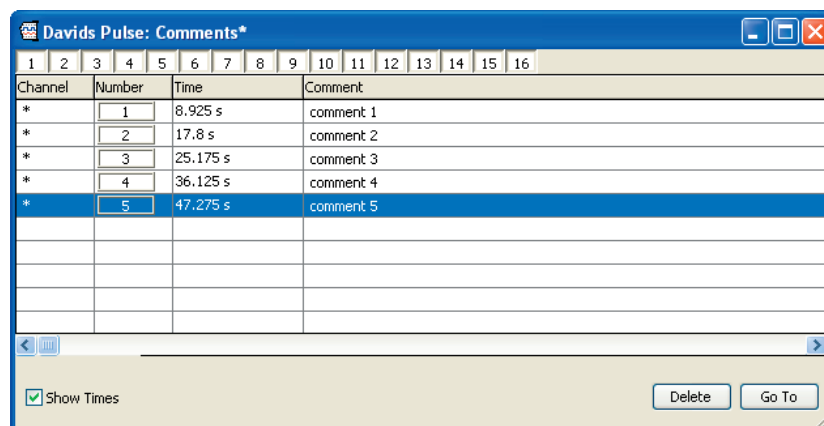 Davids Pulse: Comments*
1 2 3 4 5 6 7 8 9 10 11 12 13 14 15 16
Channel Number Time Comment
* 1 8.925 s comment 1
* 2 17.8 s comment 2
* 3 25.175 s comment 3
* 4 36.125 s comment 4
* 5 47.275 s comment 5
Show Times Delete Go To